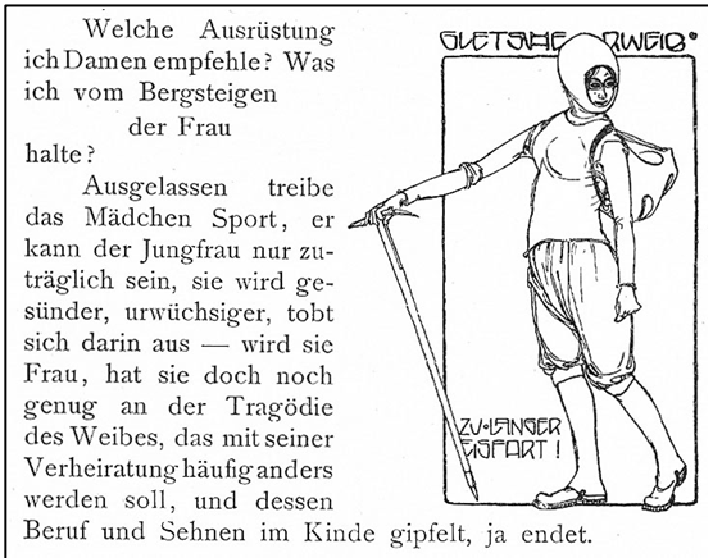 Welche Ausrüstung
ich Damen empfehle? Was
ich vom Bergsteigen
der Frau
halte?
Ausgelassen treibe
das Mädchen Sport, er
kann der Jungfrau nur zu-
träglich sein, sie wird ge-
sünder, urwüchsiger, tobt
sich darin aus — wird sie
Frau, hat sie doch noch
genug an der Tragödie
des Weibes, das mit seiner
Verheiratung häufig anders
werden soll, und dessen
Beruf und Sehnen im Kinde gipfelt, ja endet.
ZU·LANGER
EISFART!